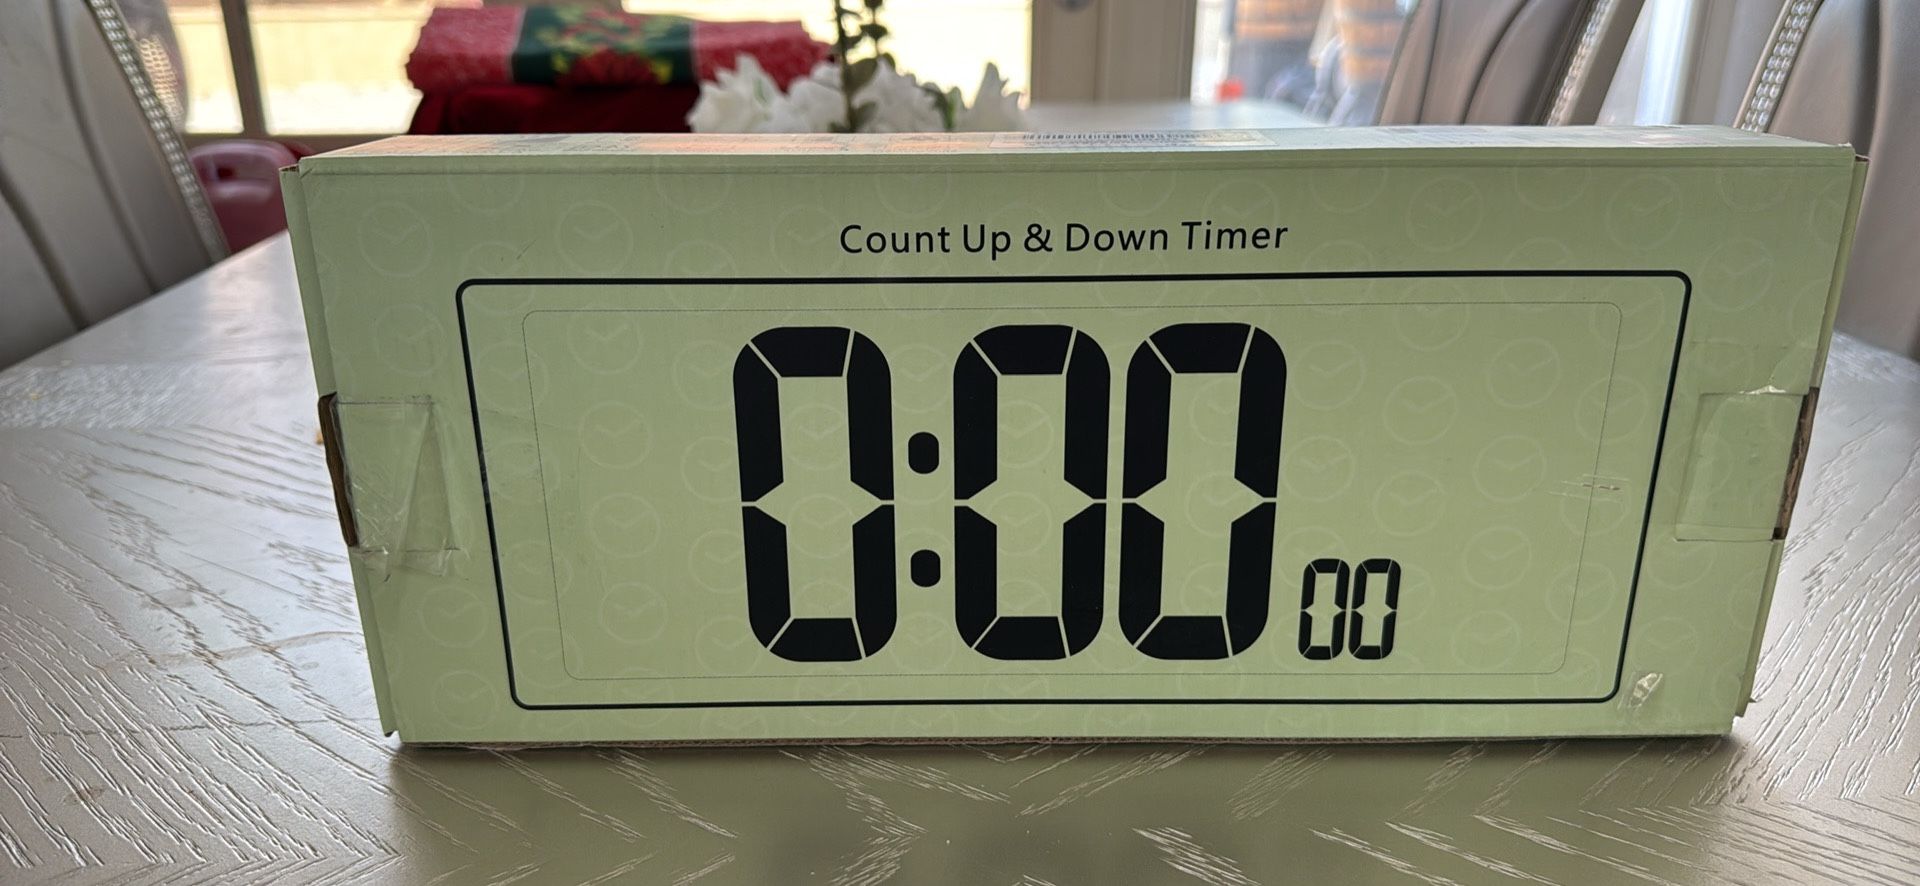 Count Up & Down Timer
0:00 00